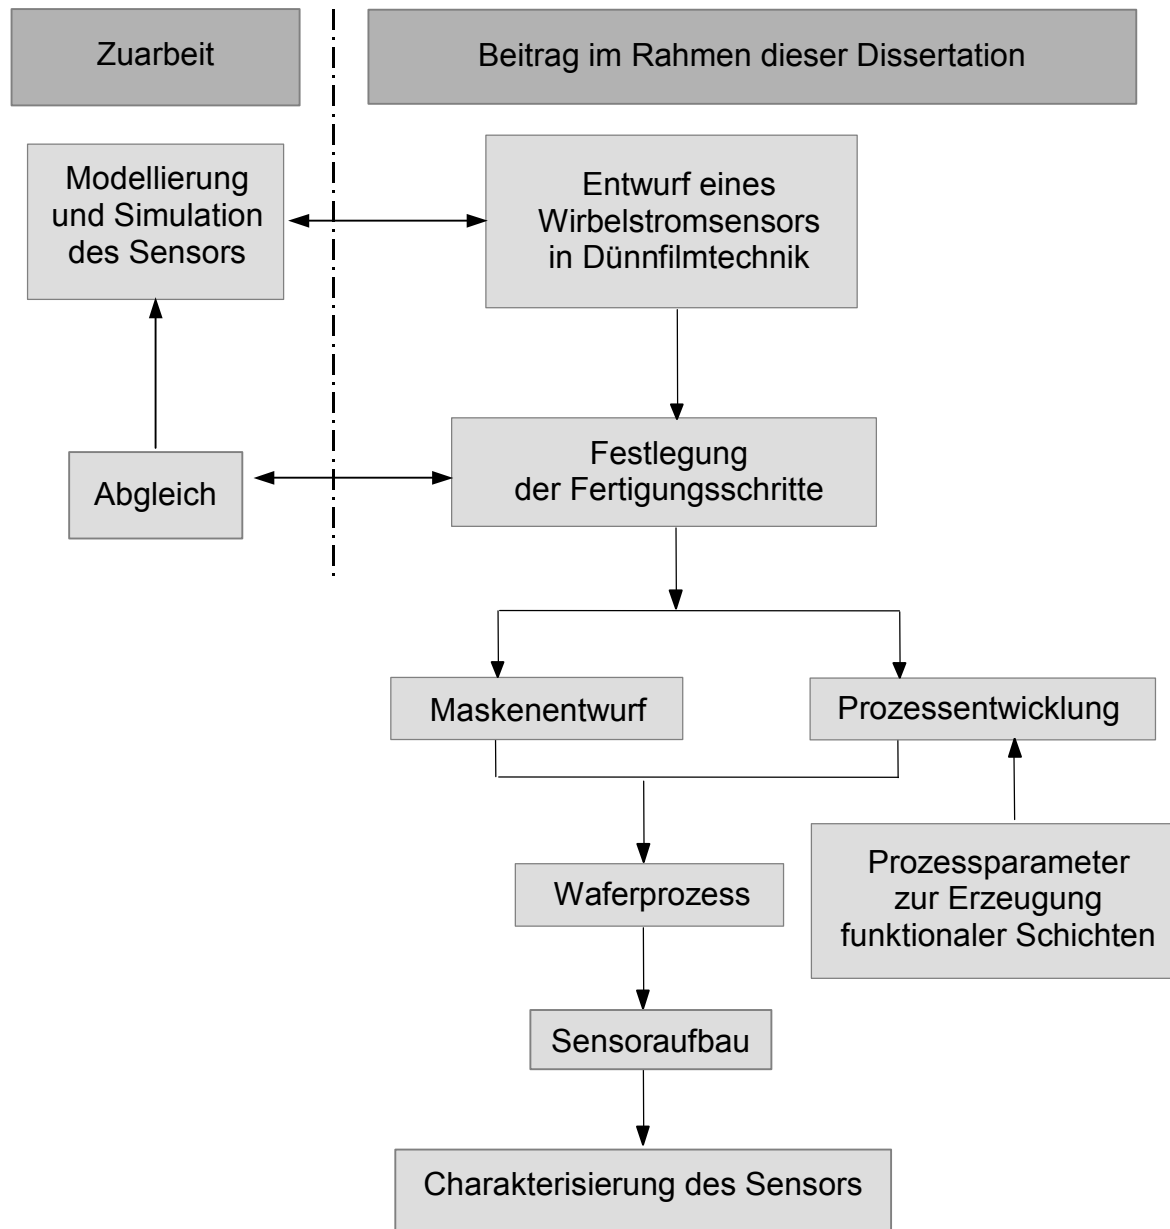 Zuarbeit
Beitrag im Rahmen dieser Dissertation
Modellierung
und Simulation
des Sensors
Entwurf eines
Wirbelstromsensors
in Dünnfilmtechnik
Abgleich
Festlegung
der Fertigungsschritte
Maskenentwurf
Prozessentwicklung
Prozessparameter
zur Erzeugung
funktionaler Schichten
Waferprozess
Sensoraufbau
Charakterisierung des Sensors